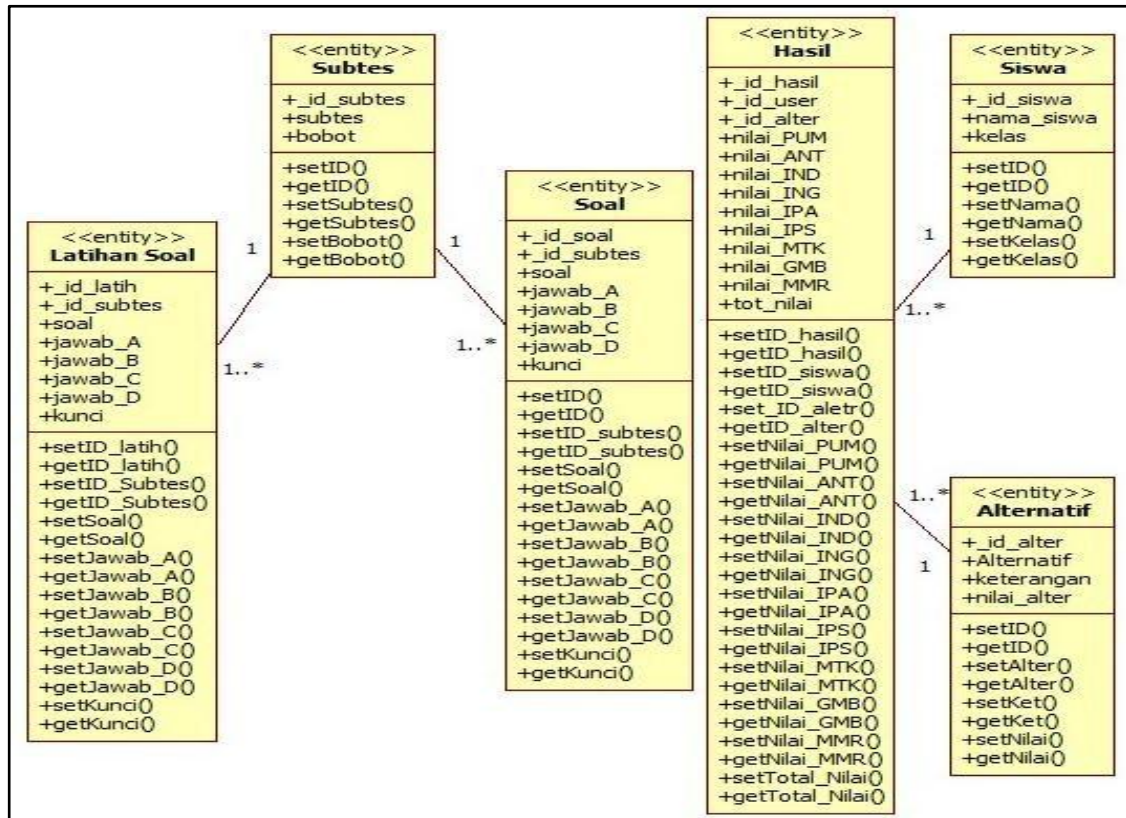 <<entity>>
Subtes
+_id_subtes
+subtes
+bobot
+setID()
+getID()
+setSubtes()
+getSubtes()
+setBobot()
+getBobot()
1
1..*
1
1..*
<<entity>>
Latihan Soal
+_id_latih
+_id_subtes
+soal
+jawab_A
+jawab_B
+jawab_C
+jawab_D
+kunci
+setID_latih()
+getID_latih()
+setID_Subtes()
+getID_Subtes()
+setSoal()
+getSoal()
+setJawab_A()
+getJawab_A()
+setJawab_B()
+getJawab_B()
+setJawab_C()
+getJawab_C()
+setJawab_D()
+getJawab_D()
+setKunci()
+getKunci()
<<entity>>
Soal
+_id_soal
+_id_subtes
+soal
+jawab_A
+jawab_B
+jawab_C
+jawab_D
+kunci
+setID()
+getID()
+setID_subtes()
+getID_subtes()
+setSoal()
+getSoal()
+setJawab_A()
+getJawab_A()
+setJawab_B()
+getJawab_B()
+setJawab_C()
+getJawab_C()
+setJawab_D()
+getJawab_D()
+setKunci()
+getKunci()
<<entity>>
Hasil
+_id_hasil
+_id_user
+_id_alter
+nilai_PUM
+nilai_ANT
+nilai_IND
+nilai_ING
+nilai_IPA
+nilai_IPS
+nilai_MTK
+nilai_GMB
+nilai_MMR
+tot_nilai
+setID_hasil()
+getID_hasil()
+setID_siswa()
+getID_siswa()
+set_ID_aletr()
+getID_alter()
+setNilai_PUM()
+getNilai_PUM()
+setNilai_ANT()
+getNilai_ANT()
+setNilai_IND()
+getNilai_IND()
+setNilai_ING()
+getNilai_ING()
+setNilai_IPA()
+getNilai_IPA()
+setNilai_IPS()
+getNilai_IPS()
+setNilai_MTK()
+getNilai_MTK()
+setNilai_GMB()
+getNilai_GMB()
+setNilai_MMR()
+getNilai_MMR()
+setTotal_Nilai()
+getTotal_Nilai()
<<entity>>
Siswa
+_id_siswa
+nama_siswa
+kelas
+setID()
+getID()
+setNama()
+getNama()
+setKelas()
+getKelas()
1
1..*
1..*
1
<<entity>>
Alternatif
+_id_alter
+Alternatif
+keterangan
+nilai_alter
+setID()
+getID()
+setAlter()
+getAlter()
+setKet()
+getKet()
+setNilai()
+getNilai()